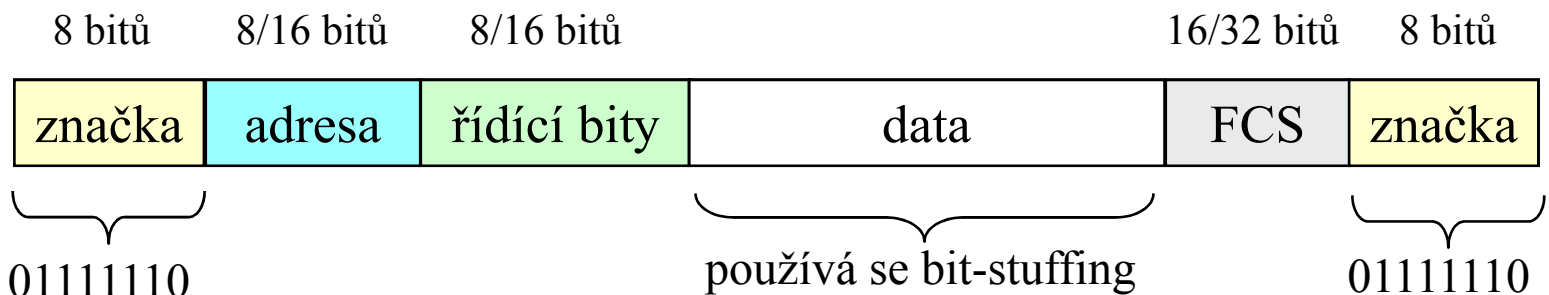 8 bitů 8/16 bitů 8/16 bitů 16/32 bitů 8 bitů
značka adresa řídící bity data FCS značka
01111110 používá se bit-stuffing 01111110